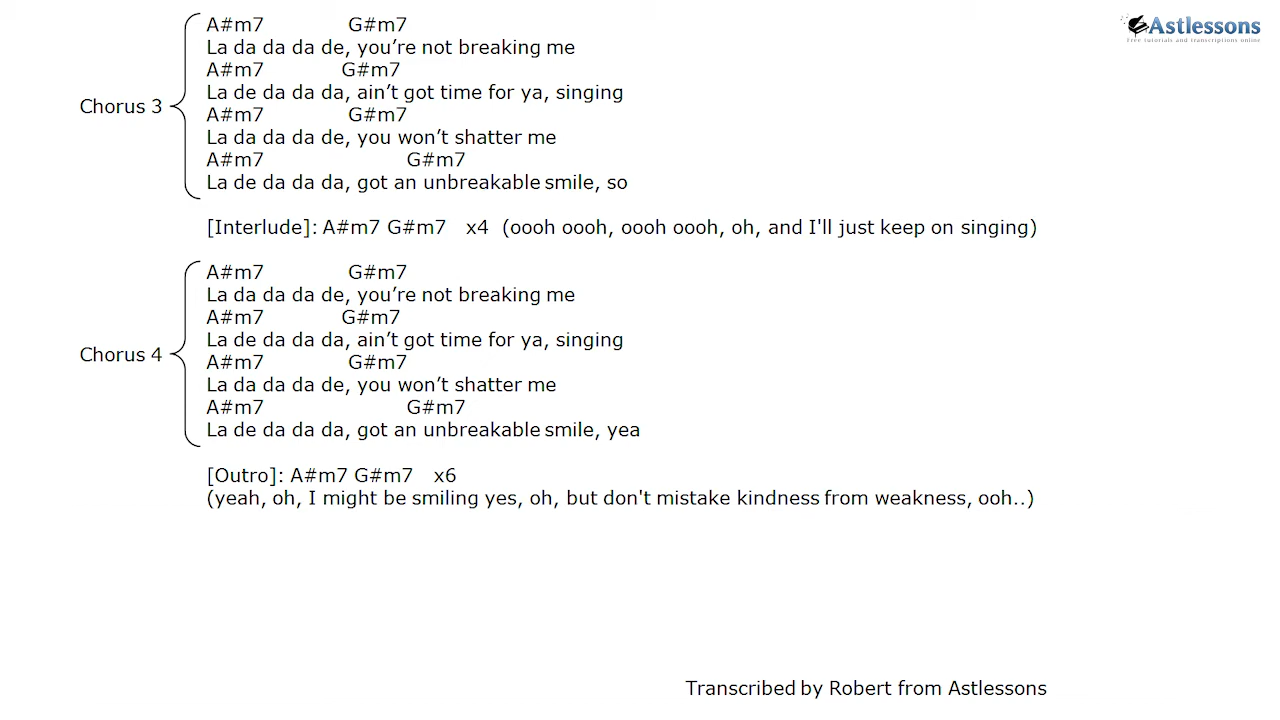 Astlessons
Free tutorials and transcriptions online
A#m7 G#m7
La da da da de, you’re not breaking me
A#m7 G#m7
La de da da da, ain’t got time for ya, singing
Chorus 3
A#m7 G#m7
La da da da de, you won’t shatter me
A#m7 G#m7
La de da da da, got an unbreakable smile, so
[Interlude]: A#m7 G#m7 x4 (oooh oooh, oooh oooh, oh, and I'll just keep on singing)
A#m7 G#m7
La da da da de, you’re not breaking me
A#m7 G#m7
La de da da da, ain’t got time for ya, singing
Chorus 4
A#m7 G#m7
La da da da de, you won’t shatter me
A#m7 G#m7
La de da da da, got an unbreakable smile, yea
[Outro]: A#m7 G#m7 x6
(yeah, oh, I might be smiling yes, oh, but don't mistake kindness from weakness, ooh..)
Transcribed by Robert from Astlessons